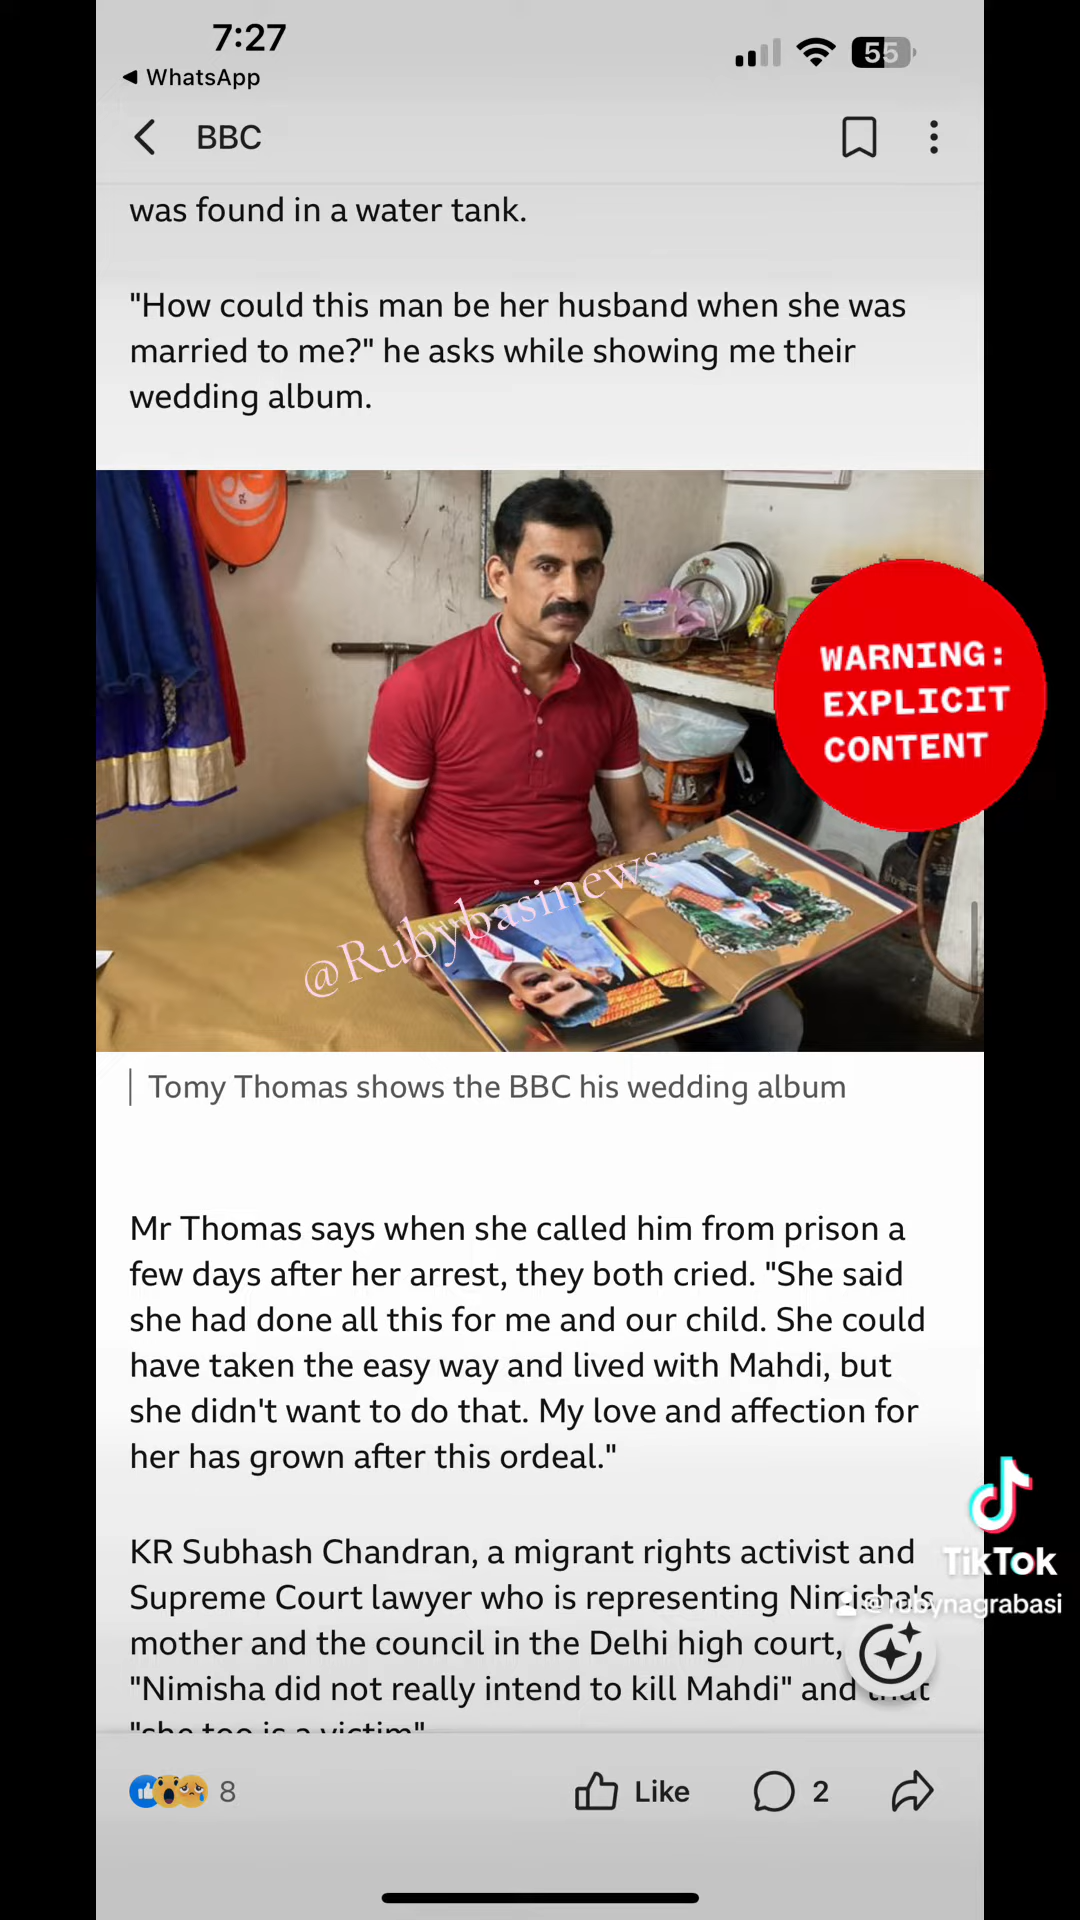 7:27
55
WhatsApp
BBC
was found in a water tank.
"How could this man be her husband when she was
married to me?" he asks while showing me their
wedding album.
WARNING:
EXPLICIT
CONTENT
@Rubybasinews
Tomy Thomas shows the BBC his wedding album
Mr Thomas says when she called him from prison a
few days after her arrest, they both cried. "She said
she had done all this for me and our child. She could
have taken the easy way and lived with Mahdi, but
she didn't want to do that. My love and affection for
her has grown after this ordeal."
KR Subhash Chandran, a migrant rights activist and
Supreme Court lawyer who is representing Nimisha's
mother and the council in the Delhi high court,
"Nimisha did not really intend to kill Mahdi" and that
"she too is a victim"
TikTok
@rubynagrabasi
8
Like
2